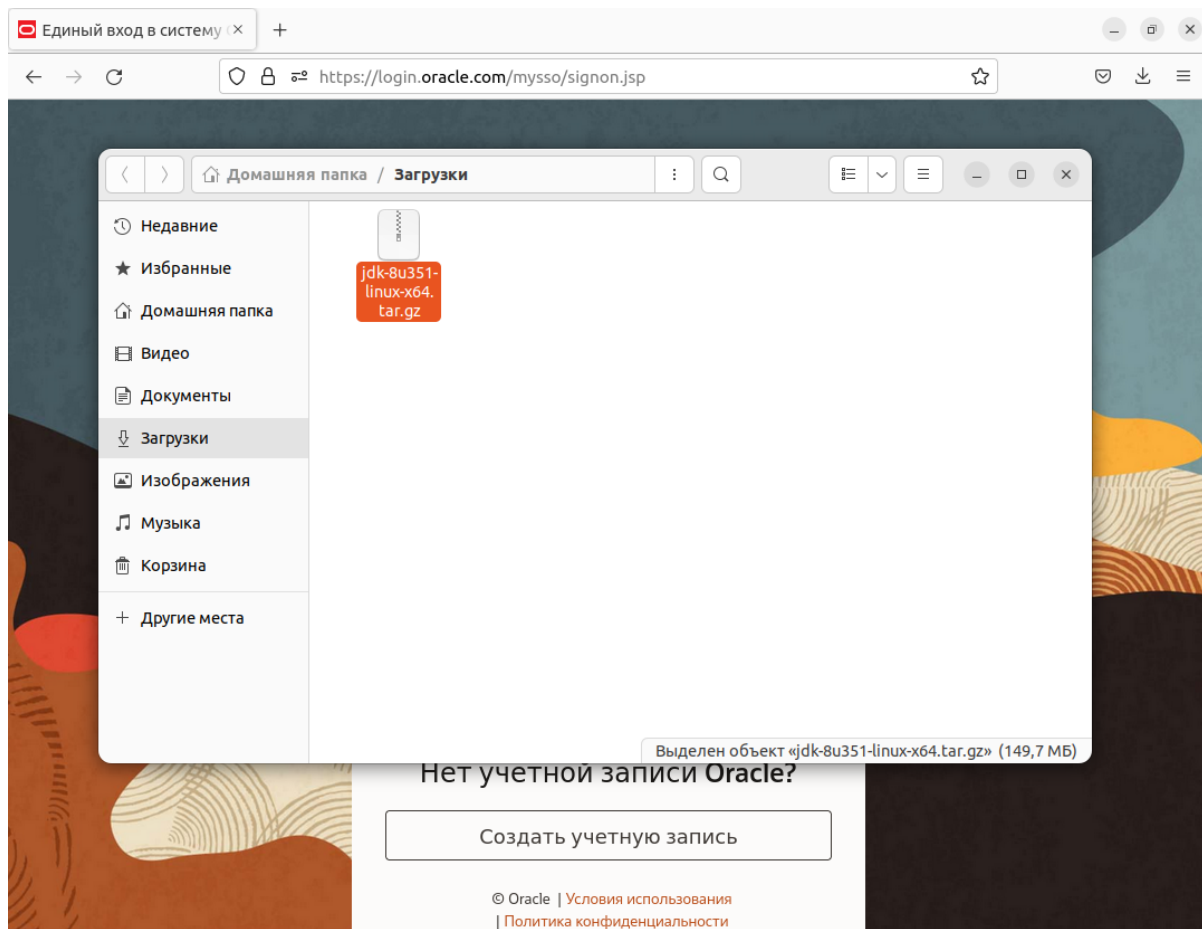 Единый вход в систему
https://login.oracle.com/mysso/signon.jsp
Домашняя папка / Загрузки
Недавние
Избранные
Домашняя папка
Видео
Документы
Загрузки
Изображения
Музыка
Корзина
Другие места
jdk-8u351-
linux-x64.
tar.gz
Выделен объект «jdk-8u351-linux-x64.tar.gz» (149,7 МБ)
Нет учетной записи Oracle?
Создать учетную запись
© Oracle | Условия использования
| Политика конфиденциальности